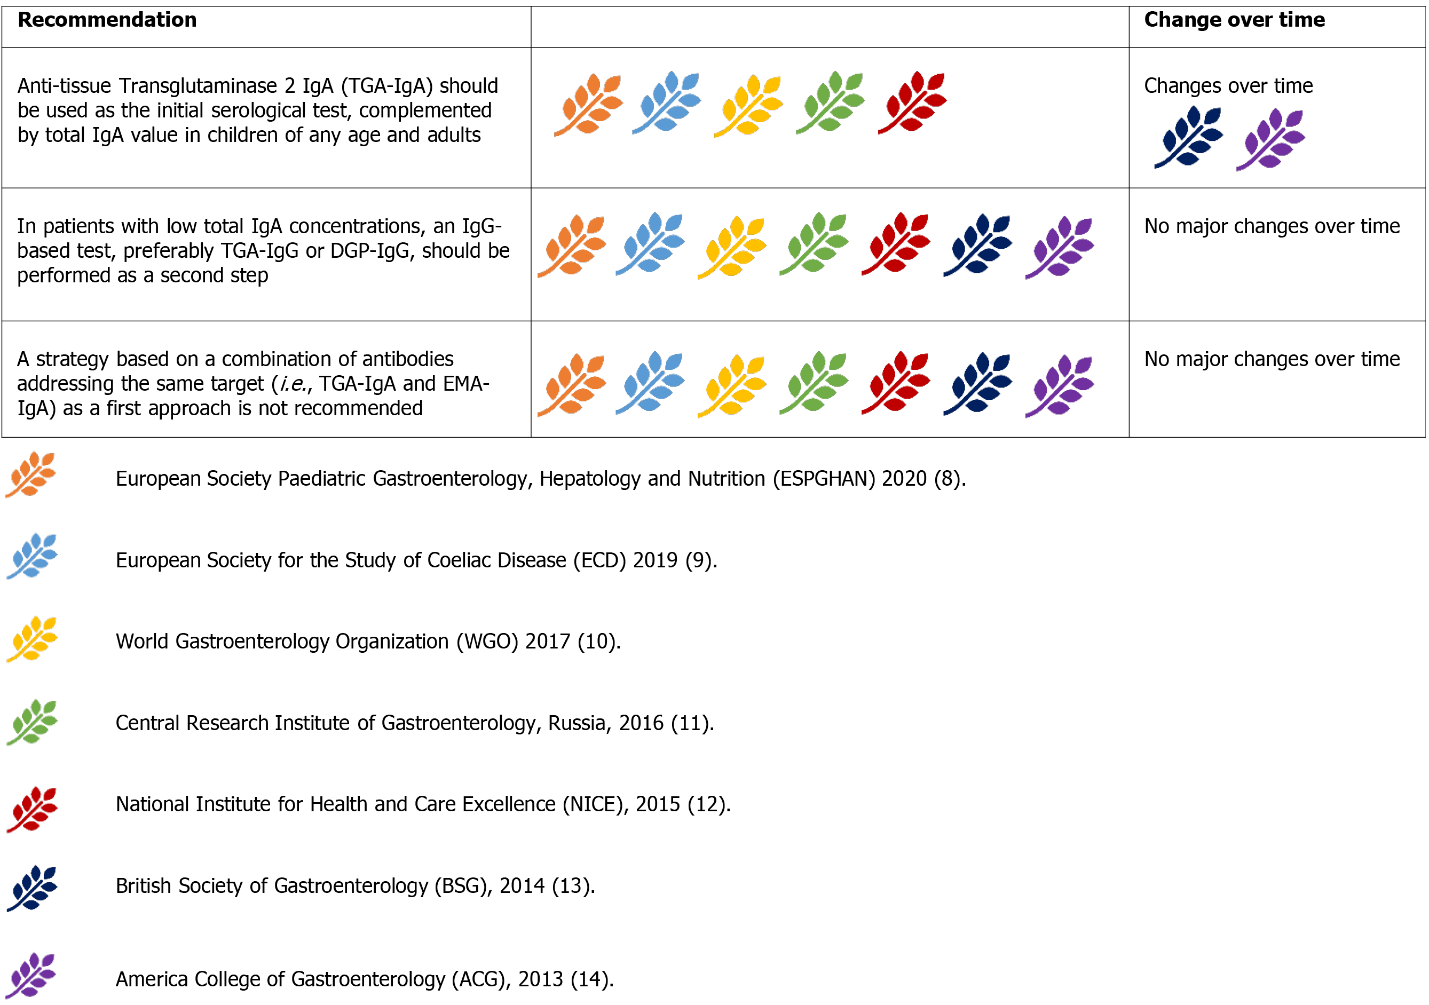 Recommendation
Change over time
Anti-tissue Transglutaminase 2 IgA (TGA-IgA) should
be used as the initial serological test, complemented
by total IgA value in children of any age and adults
Changes over time
In patients with low total IgA concentrations, an IgG-
based test, preferably TGA-IgG or DGP-IgG, should be
performed as a second step
No major changes over time
A strategy based on a combination of antibodies
addressing the same target (i.e., TGA-IgA and EMA-
IgA) as a first approach is not recommended
No major changes over time
European Society Paediatric Gastroenterology, Hepatology and Nutrition (ESPGHAN) 2020 (8).
European Society for the Study of Coeliac Disease (ECD) 2019 (9).
World Gastroenterology Organization (WGO) 2017 (10).
Central Research Institute of Gastroenterology, Russia, 2016 (11).
National Institute for Health and Care Excellence (NICE), 2015 (12).
British Society of Gastroenterology (BSG), 2014 (13).
America College of Gastroenterology (ACG), 2013 (14).